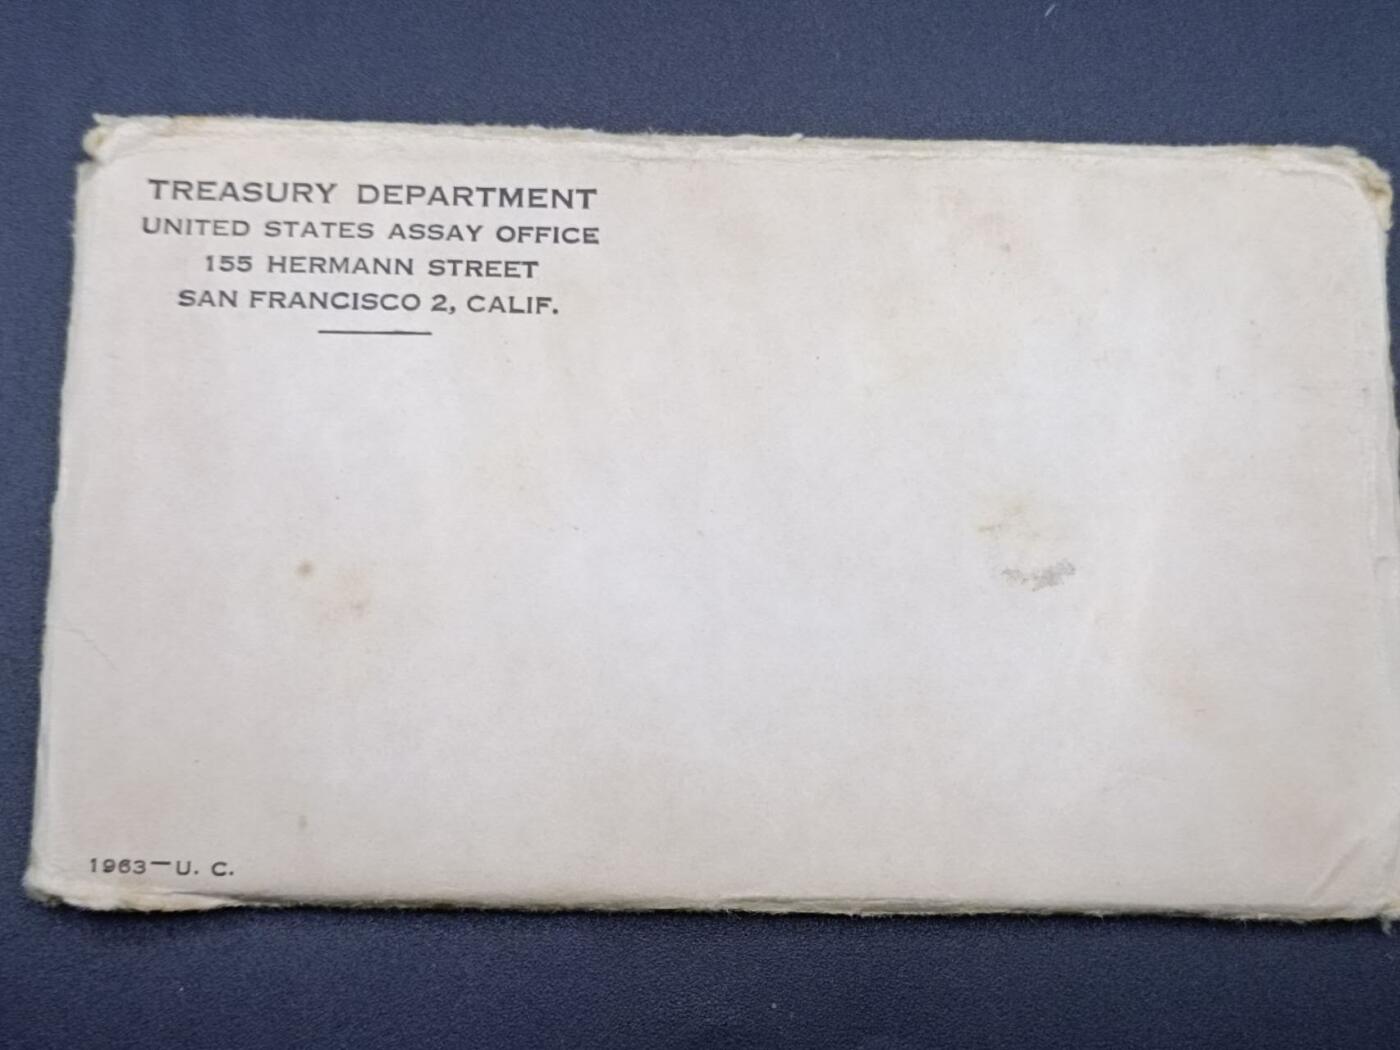 TREASURY DEPARTMENT
UNITED STATES ASSAY OFFICE
155 HERMANN STREET
SAN FRANCISCO 2, CALIF.
1963—U. C.